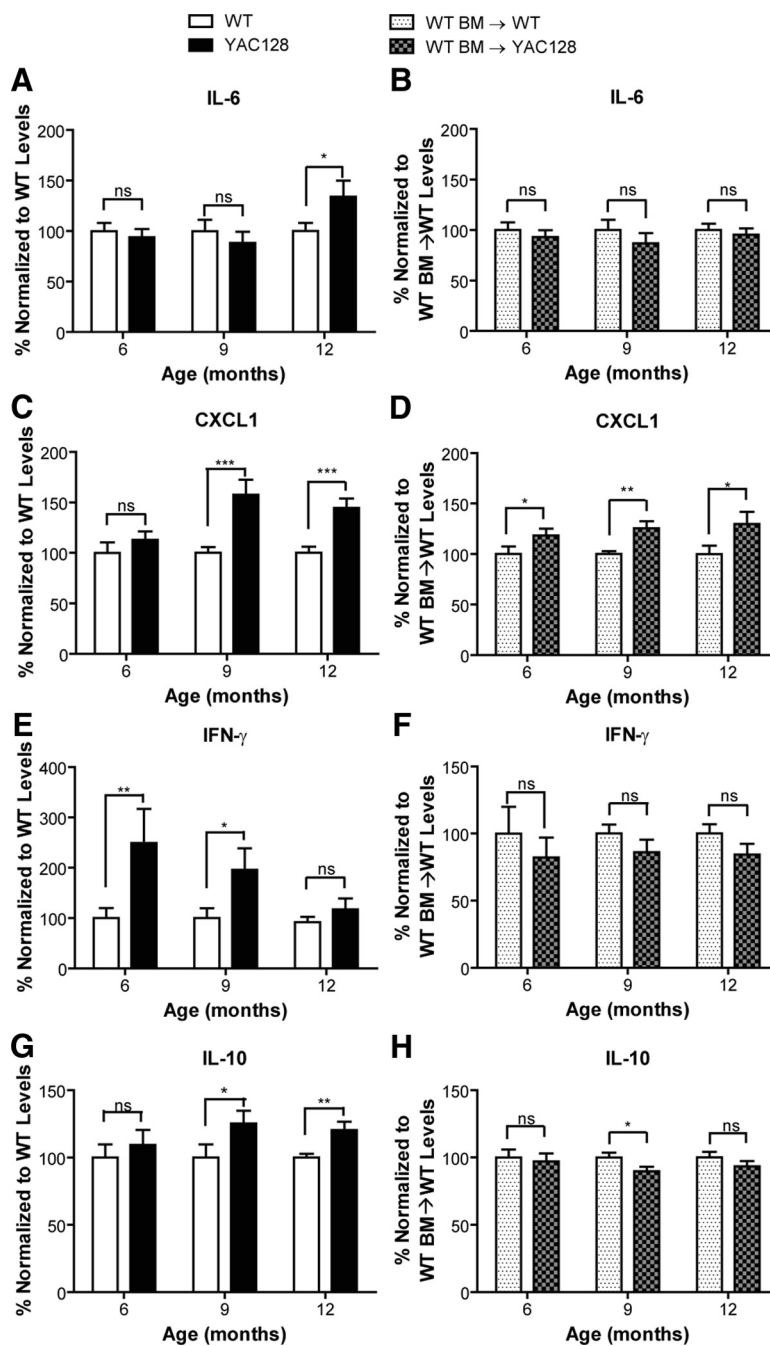 WT
YAC128
WT BM → WT
WT BM → YAC128
A
IL-6
% Normalized to WT Levels
200
150
100
50
0
ns
ns
*
6
9
12
Age (months)
B
IL-6
% Normalized to
WT BM →WT Levels
200
150
100
50
0
ns
ns
ns
6
9
12
Age (months)
C
CXCL1
% Normalized to WT Levels
200
150
100
50
0
ns
***
***
6
9
12
Age (months)
D
CXCL1
% Normalized to
WT BM →WT Levels
200
150
100
50
0
*
**
*
6
9
12
Age (months)
E
IFN-γ
% Normalized to WT Levels
400
300
200
100
0
**
*
ns
6
9
12
Age (months)
F
IFN-γ
% Normalized to
WT BM →WT Levels
150
100
50
0
ns
ns
ns
6
9
12
Age (months)
G
IL-10
% Normalized to WT Levels
150
100
50
0
ns
*
**
6
9
12
Age (months)
H
IL-10
% Normalized to
WT BM →WT Levels
150
100
50
0
ns
*
ns
6
9
12
Age (months)